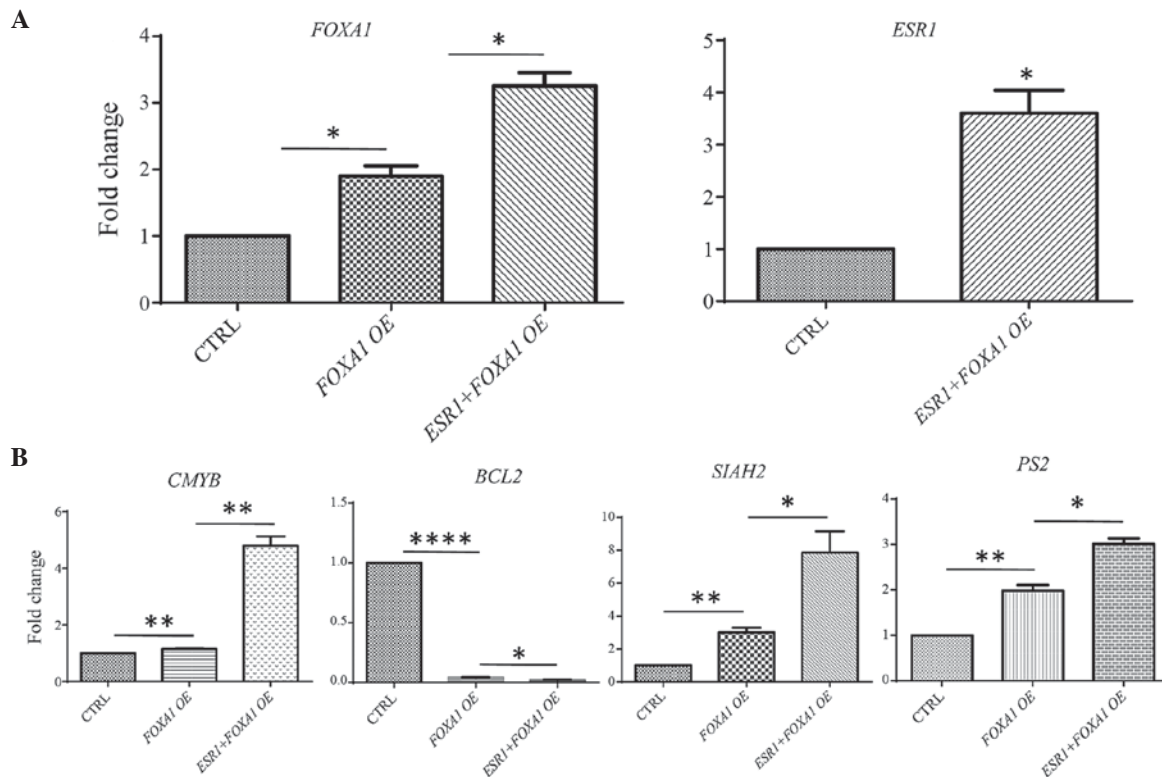 A
FOXA1
Fold change
4
3
2
1
0
*
*
CTRL
FOXA1 OE
ESR1+FOXA1 OE
ESR1
5
4
3
2
1
0
*
CTRL
ESR1+FOXA1 OE
B
CMYB
Fold change
6
4
2
0
**
**
CTRL
FOXA1 OE
ESR1+FOXA1 OE
BCL2
1.5
1.0
0.5
0.0
****
*
CTRL
FOXA1 OE
ESR1+FOXA1 OE
SIAH2
10
8
6
4
2
0
**
*
CTRL
FOXA1 OE
ESR1+FOXA1 OE
PS2
4
3
2
1
0
**
*
CTRL
FOXA1 OE
ESR1+FOXA1 OE